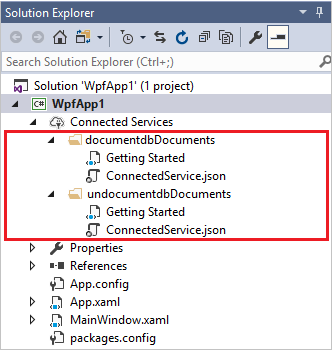 Solution Explorer
Search Solution Explorer (Ctrl+;)
Solution 'WpfApp1' (1 project)
C# WpfApp1
Connected Services
documentdbDocuments
Getting Started
ConnectedService.json
undocumentdbDocuments
Getting Started
ConnectedService.json
Properties
References
App.config
App.xaml
MainWindow.xaml
packages.config